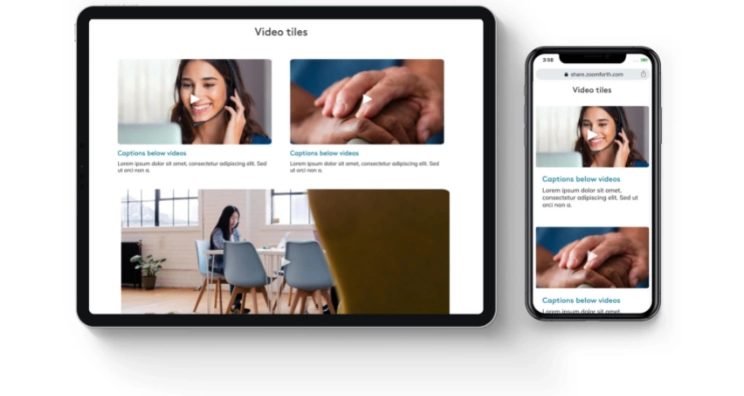 Video tiles
Captions below videos
Lorem ipsum dolor sit amet, consectetur adipiscing elit. Sed
ut orci non a.
Captions below videos
Lorem ipsum dolor sit amet, consectetur adipiscing elit. Sed
ut orci non a.
3:58
share.zoomforth.com
Video tiles
Captions below videos
Lorem ipsum dolor sit amet,
consectetur adipiscing elit. Sed ut
orci non a.
Captions below videos
Lorem ipsum dolor sit amet,